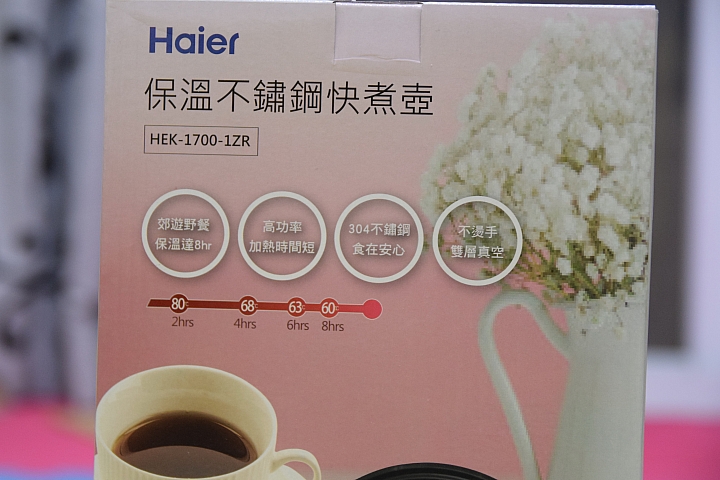 Haier
保溫不鏽鋼快煮壺
HEK-1700-1ZR
郊遊野餐
保溫達8hr
高功率
加熱時間短
304不鏽鋼
食在安心
不燙手
雙層真空
80°C 68°C 63°C 60°C
2hrs 4hrs 6hrs 8hrs